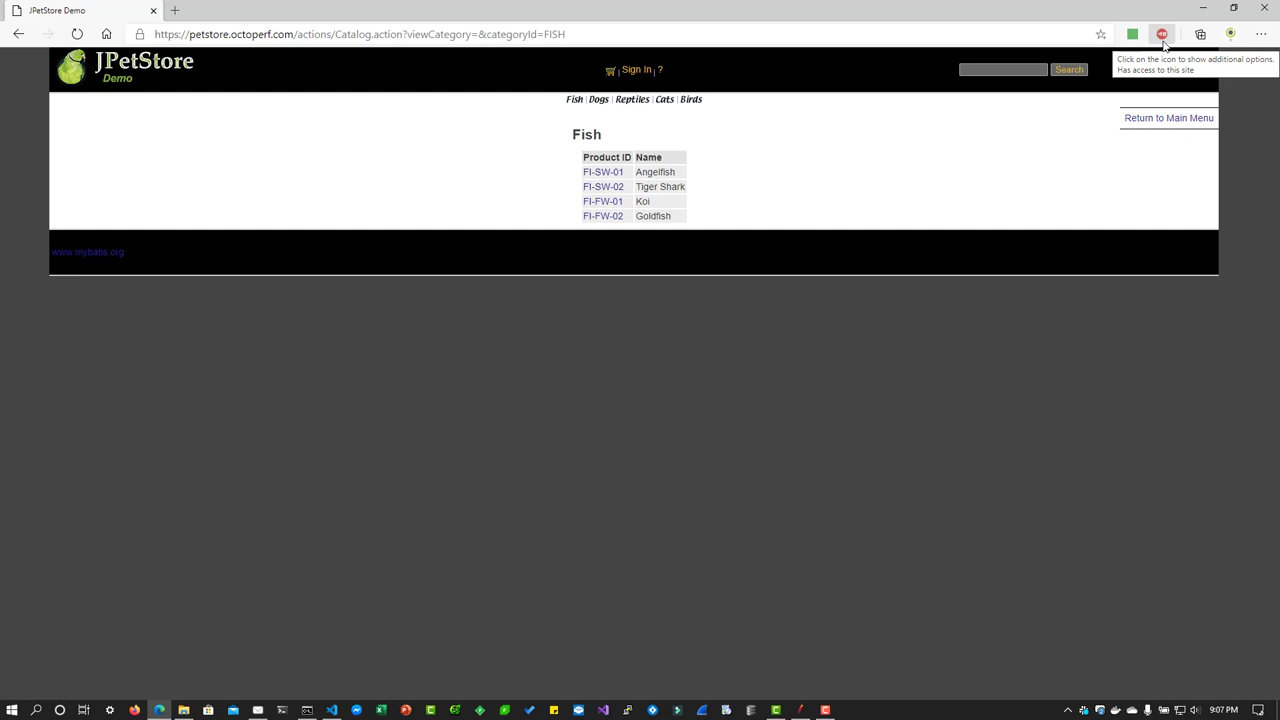 JPetStore Demo
https://petstore.octoperf.com/actions/Catalog.action?viewCategory=&categoryId=FISH
Click on the icon to show additional options.
Has access to this site
JPetStore
Demo
Sign In | ?
Search
Fish | Dogs | Reptiles | Cats | Birds
Return to Main Menu
Fish
Product ID Name
FI-SW-01 Angelfish
FI-SW-02 Tiger Shark
FI-FW-01 Koi
FI-FW-02 Goldfish
www.mybatis.org
9:07 PM